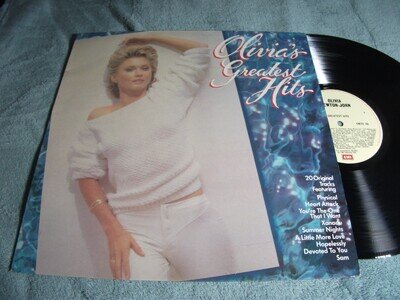 Olivia's
Greatest
Hits
20 Original
Tracks
Featuring
Physical
Heart Attack
You're The One
That I Want
Xanadu
Summer Nights
A Little More Love
Hopelessly
Devoted To You
Sam
OLIVIA
NEWTON-JOHN
GREATEST HITS
EMI